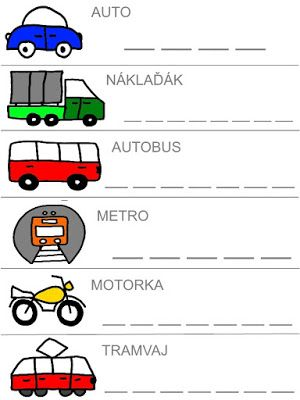 AUTO
NÁKLAĎÁK
AUTOBUS
METRO
MOTORKA
TRAMVAJ